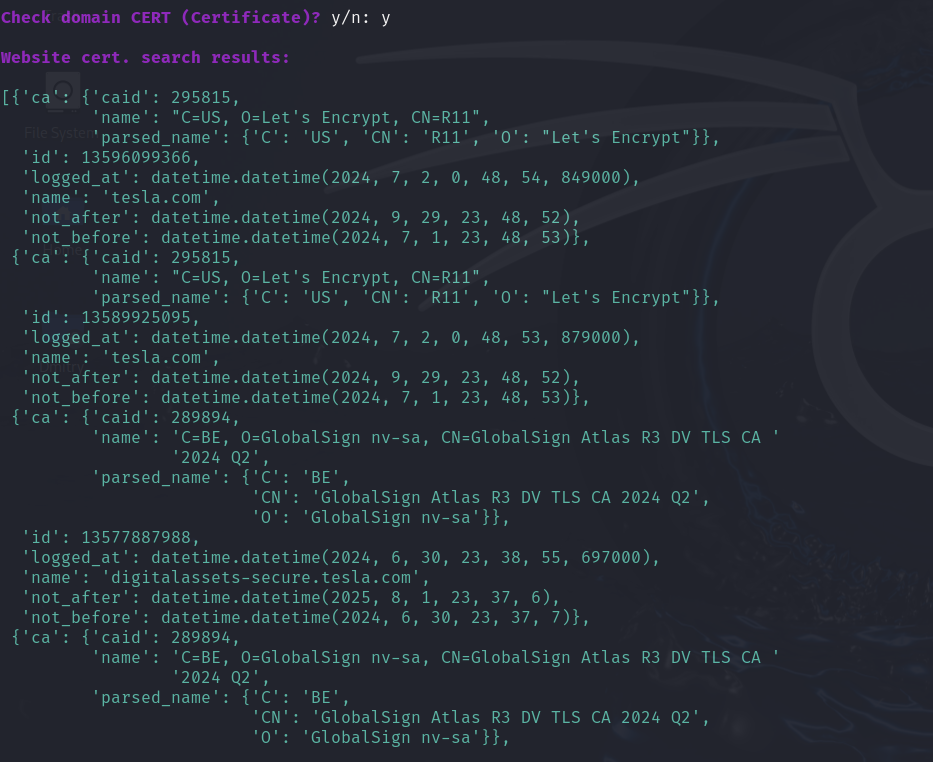 Check domain CERT (Certificate)? y/n: y
Website cert. search results:
[{'ca': {'caid': 295815,
'name': "C=US, O=Let's Encrypt, CN=R11",
'parsed_name': {'C': 'US', 'CN': 'R11', 'O': "Let's Encrypt"}},
'id': 13596099366,
'logged_at': datetime.datetime(2024, 7, 2, 0, 48, 54, 849000),
'name': 'tesla.com',
'not_after': datetime.datetime(2024, 9, 29, 23, 48, 52),
'not_before': datetime.datetime(2024, 7, 1, 23, 48, 53)},
{'ca': {'caid': 295815,
'name': "C=US, O=Let's Encrypt, CN=R11",
'parsed_name': {'C': 'US', 'CN': 'R11', 'O': "Let's Encrypt"}},
'id': 13589925095,
'logged_at': datetime.datetime(2024, 7, 2, 0, 48, 53, 879000),
'name': 'tesla.com',
'not_after': datetime.datetime(2024, 9, 29, 23, 48, 52),
'not_before': datetime.datetime(2024, 7, 1, 23, 48, 53)},
{'ca': {'caid': 289894,
'name': 'C=BE, O=GlobalSign nv-sa, CN=GlobalSign Atlas R3 DV TLS CA '
'2024 Q2',
'parsed_name': {'C': 'BE',
'CN': 'GlobalSign Atlas R3 DV TLS CA 2024 Q2',
'O': 'GlobalSign nv-sa'}},
'id': 13577887988,
'logged_at': datetime.datetime(2024, 6, 30, 23, 38, 55, 697000),
'name': 'digitalassets-secure.tesla.com',
'not_after': datetime.datetime(2025, 8, 1, 23, 37, 6),
'not_before': datetime.datetime(2024, 6, 30, 23, 37, 7)},
{'ca': {'caid': 289894,
'name': 'C=BE, O=GlobalSign nv-sa, CN=GlobalSign Atlas R3 DV TLS CA '
'2024 Q2',
'parsed_name': {'C': 'BE',
'CN': 'GlobalSign Atlas R3 DV TLS CA 2024 Q2',
'O': 'GlobalSign nv-sa'}},
File System